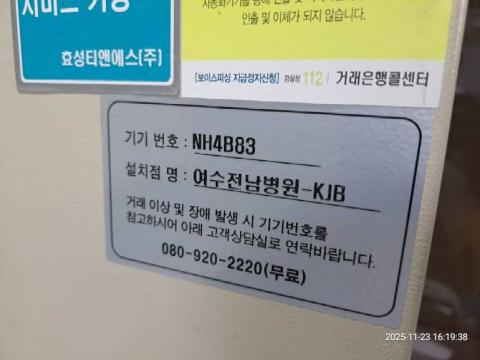 서비스 가능
효성티앤에스(주)
인출 및 이체가 되지 않습니다.
[보이스피싱 지급정지신청] 경찰청 112 | 거래은행콜센터
기기 번호 : NH4B83
설치점 명 : 여수전남병원-KJB
거래 이상 및 장애 발생 시 기기번호를
참고하시어 아래 고객상담실로 연락바랍니다.
080-920-2220(무료)
2025-11-23 16:19:38